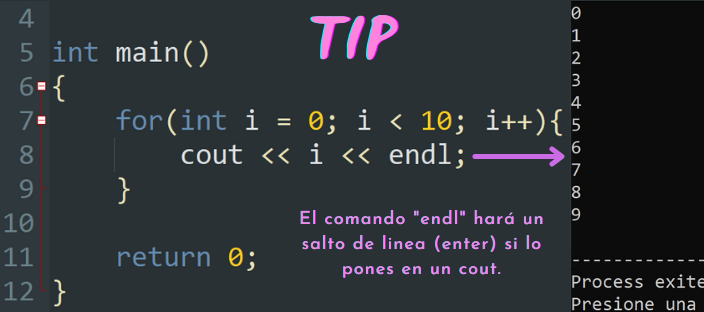 TIP
4
5 int main()
6 {
7 for(int i = 0; i < 10; i++){
8 cout << i << endl;
9 }
10
11 return 0;
12 }
El comando "endl" hará un
salto de linea (enter) si lo
pones en un cout.
0
1
2
3
4
5
6
7
8
9
--------------
Process exite
Presione una